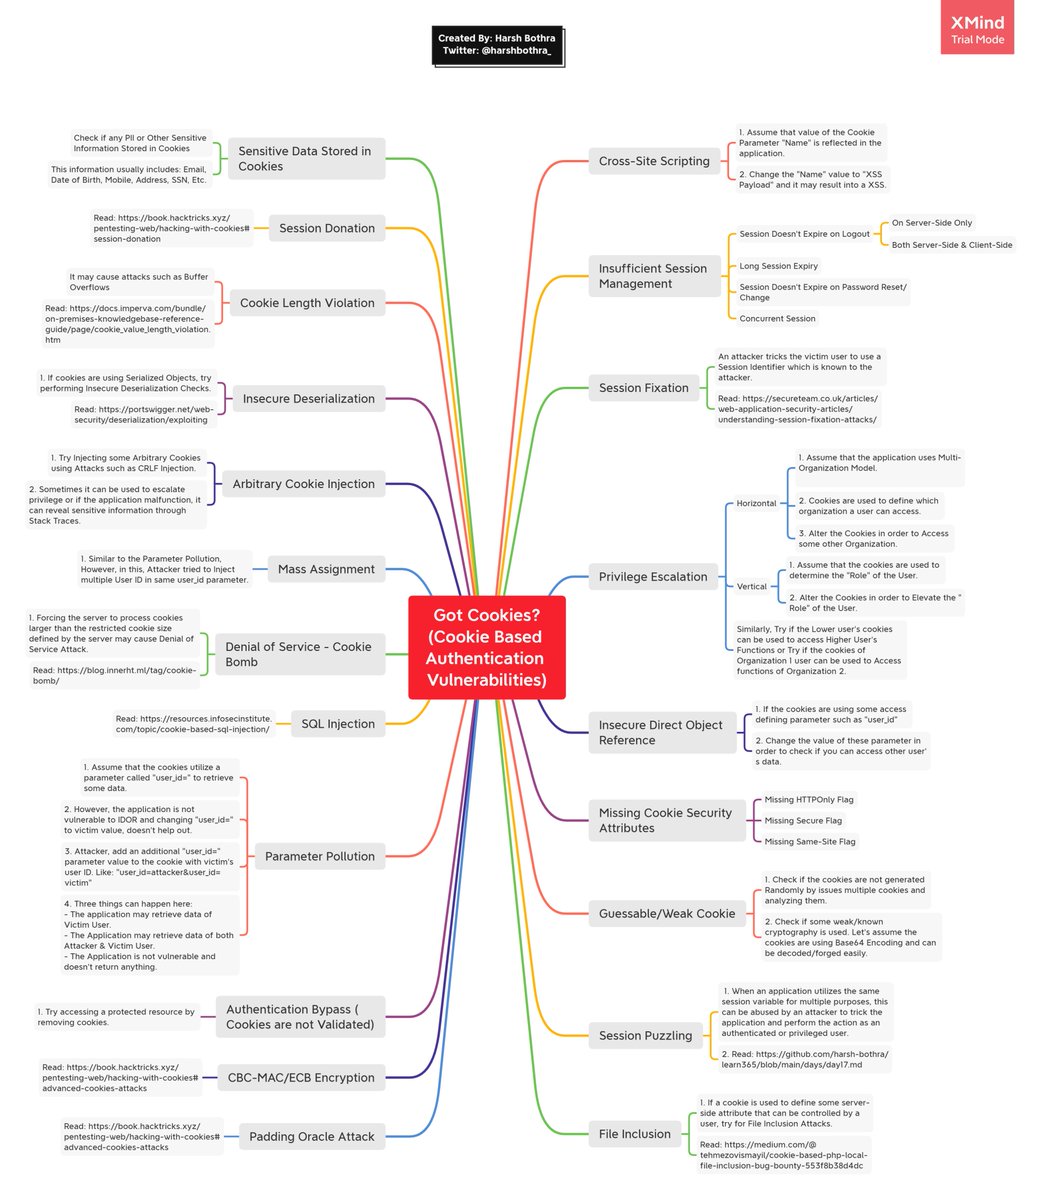 XMind
Trial Mode
Created By: Harsh Bothra
Twitter: @harshbothra_
Got Cookies?
(Cookie Based
Authentication
Vulnerabilities)
Sensitive Data Stored in
Cookies
Check if any PII or Other Sensitive
Information Stored in Cookies
This information usually includes: Email,
Date of Birth, Mobile, Address, SSN, Etc.
Session Donation
Read: https://book.hacktricks.xyz/
pentesting-web/hacking-with-cookies#
session-donation
Cookie Length Violation
It may cause attacks such as Buffer
Overflows
Read: https://docs.imperva.com/bundle/
on-premises-knowledgebase-reference-
guide/page/cookie_value_length_violation.
htm
Insecure Deserialization
1. If cookies are using Serialized Objects, try
performing Insecure Deserialization Checks.
Read: https://portswigger.net/web-
security/deserialization/exploiting
Arbitrary Cookie Injection
1. Try Injecting some Arbitrary Cookies
using Attacks such as CRLF Injection.
2. Sometimes it can be used to escalate
privilege or if the application malfunction, it
can reveal sensitive information through
Stack Traces.
Mass Assignment
1. Similar to the Parameter Pollution,
However, in this, Attacker tried to Inject
multiple User ID in same user_id parameter.
Denial of Service - Cookie
Bomb
1. Forcing the server to process cookies
larger than the restricted cookie size
defined by the server may cause Denial of
Service Attack.
Read: https://blog.innerht.ml/tag/cookie-
bomb/
SQL Injection
Read: https://resources.infosecinstitute.
com/topic/cookie-based-sql-injection/
Parameter Pollution
1. Assume that the cookies utilize a
parameter called "user_id=" to retrieve
some data.
2. However, the application is not
vulnerable to IDOR and changing "user_id="
to victim value, doesn't help out.
3. Attacker, add an additional "user_id="
parameter value to the cookie with victim's
user ID. Like: "user_id=attacker&user_id=
victim"
4. Three things can happen here:
- The application may retrieve data of
Victim User.
- The Application may retrieve data of both
Attacker & Victim User.
- The Application is not vulnerable and
doesn't return anything.
Authentication Bypass (
Cookies are not Validated)
1. Try accessing a protected resource by
removing cookies.
CBC-MAC/ECB Encryption
Read: https://book.hacktricks.xyz/
pentesting-web/hacking-with-cookies#
advanced-cookies-attacks
Padding Oracle Attack
Read: https://book.hacktricks.xyz/
pentesting-web/hacking-with-cookies#
advanced-cookies-attacks
Cross-Site Scripting
1. Assume that value of the Cookie
Parameter "Name" is reflected in the
application.
2. Change the "Name" value to "XSS
Payload" and it may result into a XSS.
Insufficient Session
Management
Session Doesn't Expire on Logout
On Server-Side Only
Both Server-Side & Client-Side
Long Session Expiry
Session Doesn't Expire on Password Reset/
Change
Concurrent Session
Session Fixation
An attacker tricks the victim user to use a
Session Identifier which is known to the
attacker.
Read: https://secureteam.co.uk/articles/
web-application-security-articles/
understanding-session-fixation-attacks/
Privilege Escalation
Horizontal
1. Assume that the application uses Multi-
Organization Model.
2. Cookies are used to define which
organization a user can access.
3. Alter the Cookies in order to Access
some other Organization.
Vertical
1. Assume that the cookies are used to
determine the "Role" of the User.
2. Alter the Cookies in order to Elevate the "
Role" of the User.
Similarly, Try if the Lower user's cookies
can be used to access Higher User's
Functions or Try if the cookies of
Organization 1 user can be used to Access
functions of Organization 2.
Insecure Direct Object
Reference
1. If the cookies are using some access
defining parameter such as "user_id"
2. Change the value of these parameter in
order to check if you can access other user'
s data.
Missing Cookie Security
Attributes
Missing HTTPOnly Flag
Missing Secure Flag
Missing Same-Site Flag
Guessable/Weak Cookie
1. Check if the cookies are not generated
Randomly by issues multiple cookies and
analyzing them.
2. Check if some weak/known
cryptography is used. Let's assume the
cookies are using Base64 Encoding and can
be decoded/forged easily.
Session Puzzling
1. When an application utilizes the same
session variable for multiple purposes, this
can be abused by an attacker to trick the
application and perform the action as an
authenticated or privileged user.
2. Read: https://github.com/harsh-bothra/
learn365/blob/main/days/day17.md
File Inclusion
1. If a cookie is used to define some server-
side attribute that can be controlled by a
user, try for File Inclusion Attacks.
Read: https://medium.com/@
tehmezovismayil/cookie-based-php-local-
file-inclusion-bug-bounty-553f8b38d4dc